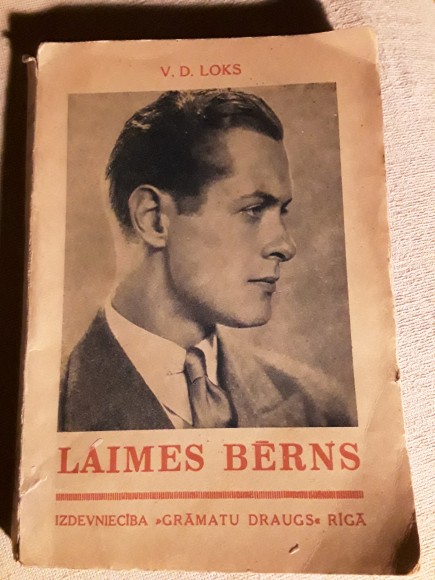 V. D. LOKS
LAIMES BĒRNS
IZDEVNIECĪBA »GRĀMATU DRAUGS« RĪGĀ